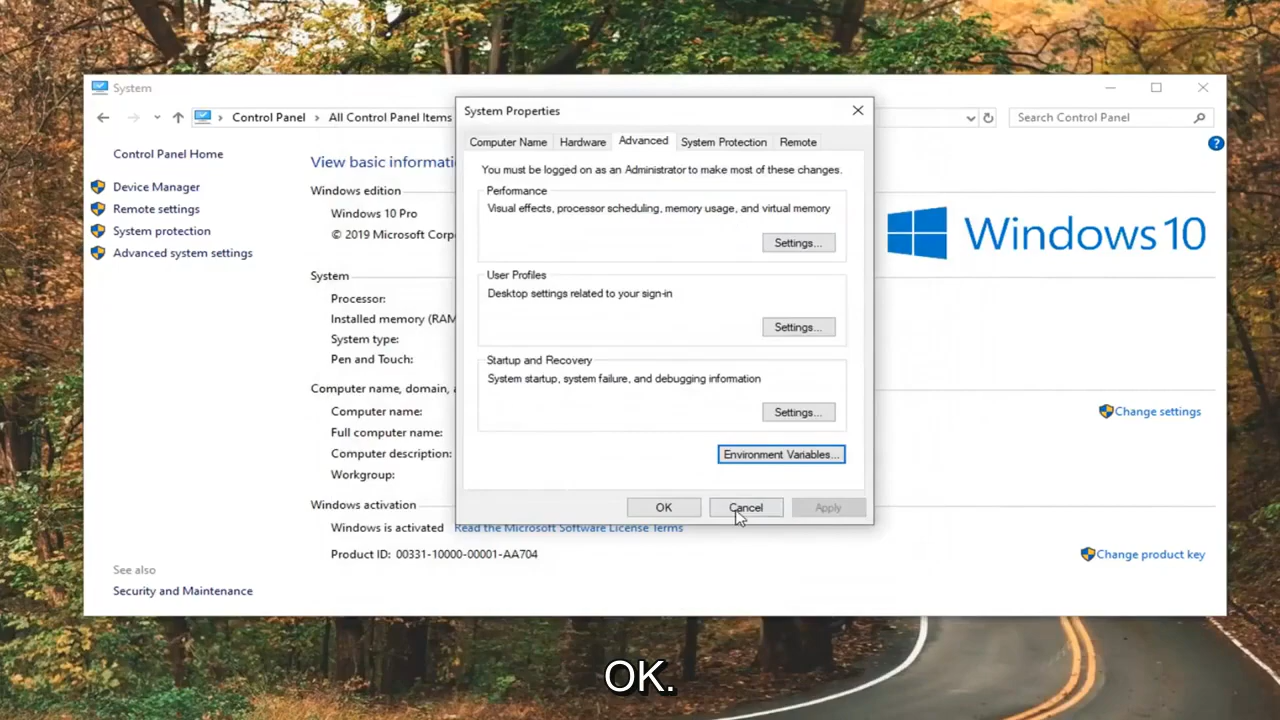 System
Control Panel
All Control Panel Items
Search Control Panel
Control Panel Home
Device Manager
Remote settings
System protection
Advanced system settings
See also
Security and Maintenance
View basic informati
Windows edition
Windows 10 Pro
© 2019 Microsoft Corp
System
Processor:
Installed memory (RAM
System type:
Pen and Touch:
Computer name, domain, a
Computer name:
Full computer name:
Computer description:
Workgroup:
Windows activation
Windows is activated Read the Microsoft Software License Terms
Product ID: 00331-10000-00001-AA704
Windows 10
Change settings
Change product key
System Properties
Computer Name Hardware Advanced System Protection Remote
You must be logged on as an Administrator to make most of these changes.
Performance
Visual effects, processor scheduling, memory usage, and virtual memory
Settings...
User Profiles
Desktop settings related to your sign-in
Settings...
Startup and Recovery
System startup, system failure, and debugging information
Settings...
Environment Variables...
OK Cancel Apply
OK.